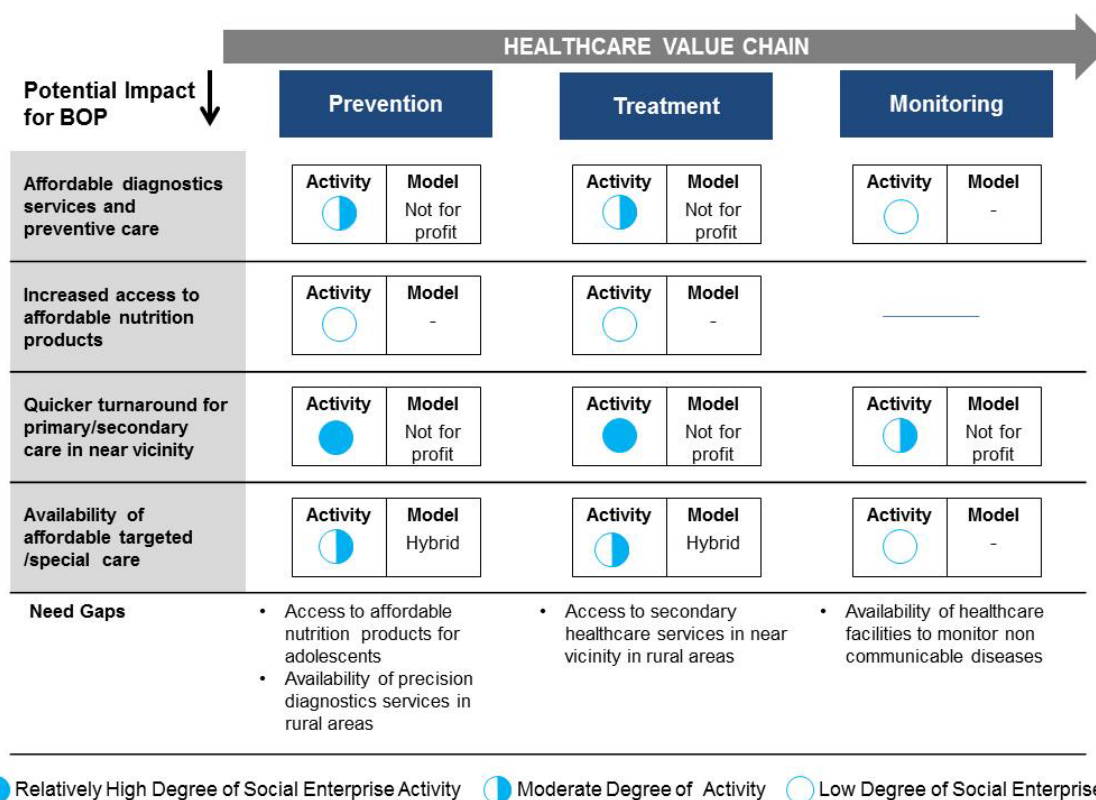 HEALTHCARE VALUE CHAIN
Potential Impact
for BOP
Prevention
Treatment
Monitoring
Affordable diagnostics
services and
preventive care
Activity Model
Not for
profit
Activity Model
Not for
profit
Activity Model
-
Increased access to
affordable nutrition
products
Activity Model
-
Activity Model
-
Quicker turnaround for
primary/secondary
care in near vicinity
Activity Model
Not for
profit
Activity Model
Not for
profit
Activity Model
Not for
profit
Availability of
affordable targeted
/special care
Activity Model
Hybrid
Activity Model
Hybrid
Activity Model
-
Need Gaps
• Access to affordable
nutrition products for
adolescents
• Availability of precision
diagnostics services in
rural areas
• Access to secondary
healthcare services in near
vicinity in rural areas
• Availability of healthcare
facilities to monitor non
communicable diseases
Relatively High Degree of Social Enterprise Activity Moderate Degree of Activity Low Degree of Social Enterprise